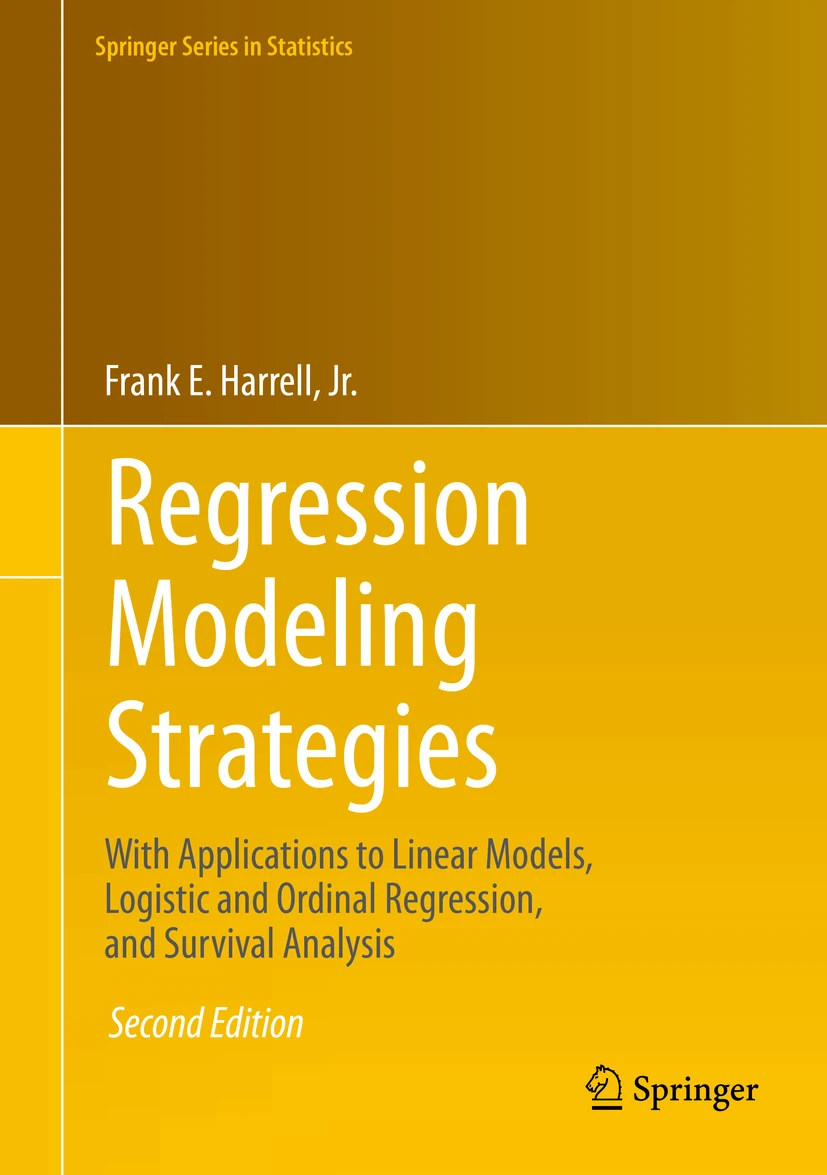 Springer Series in Statistics
Frank E. Harrell, Jr.
Regression
Modeling
Strategies
With Applications to Linear Models,
Logistic and Ordinal Regression,
and Survival Analysis
Second Edition
Springer